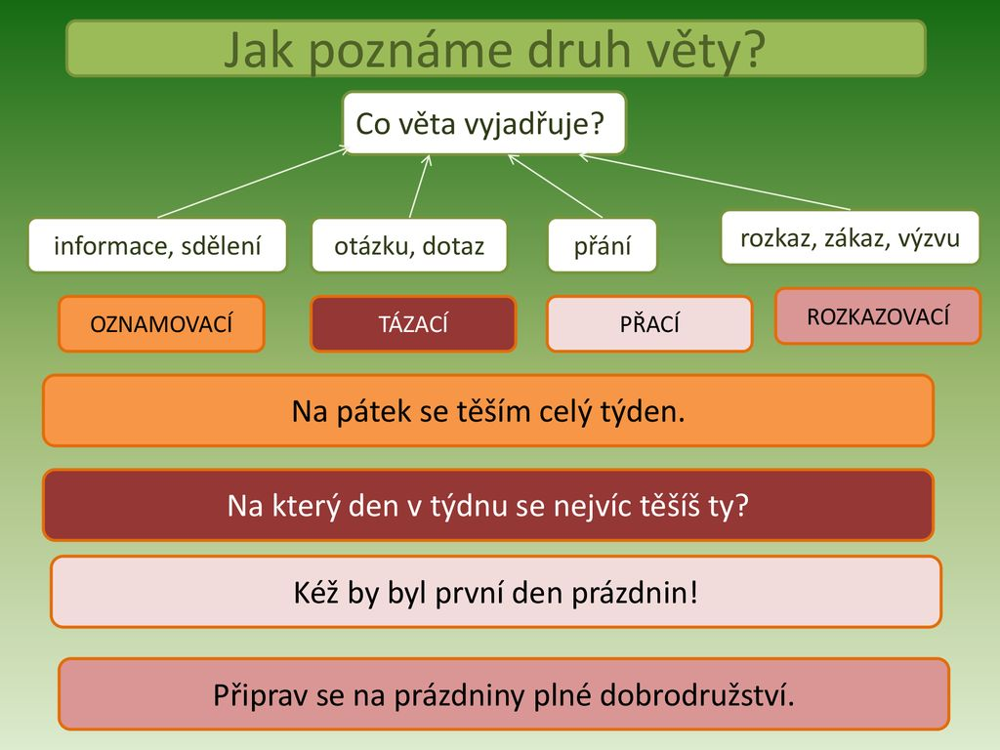 Jak poznáme druh věty?
Co věta vyjadřuje?
informace, sdělení
otázku, dotaz
přání
rozkaz, zákaz, výzvu
OZNAMOVACÍ
TÁZACÍ
PŘACÍ
ROZKAZOVACÍ
Na pátek se těším celý týden.
Na který den v týdnu se nejvíc těšíš ty?
Kéž by byl první den prázdnin!
Připrav se na prázdniny plné dobrodružství.